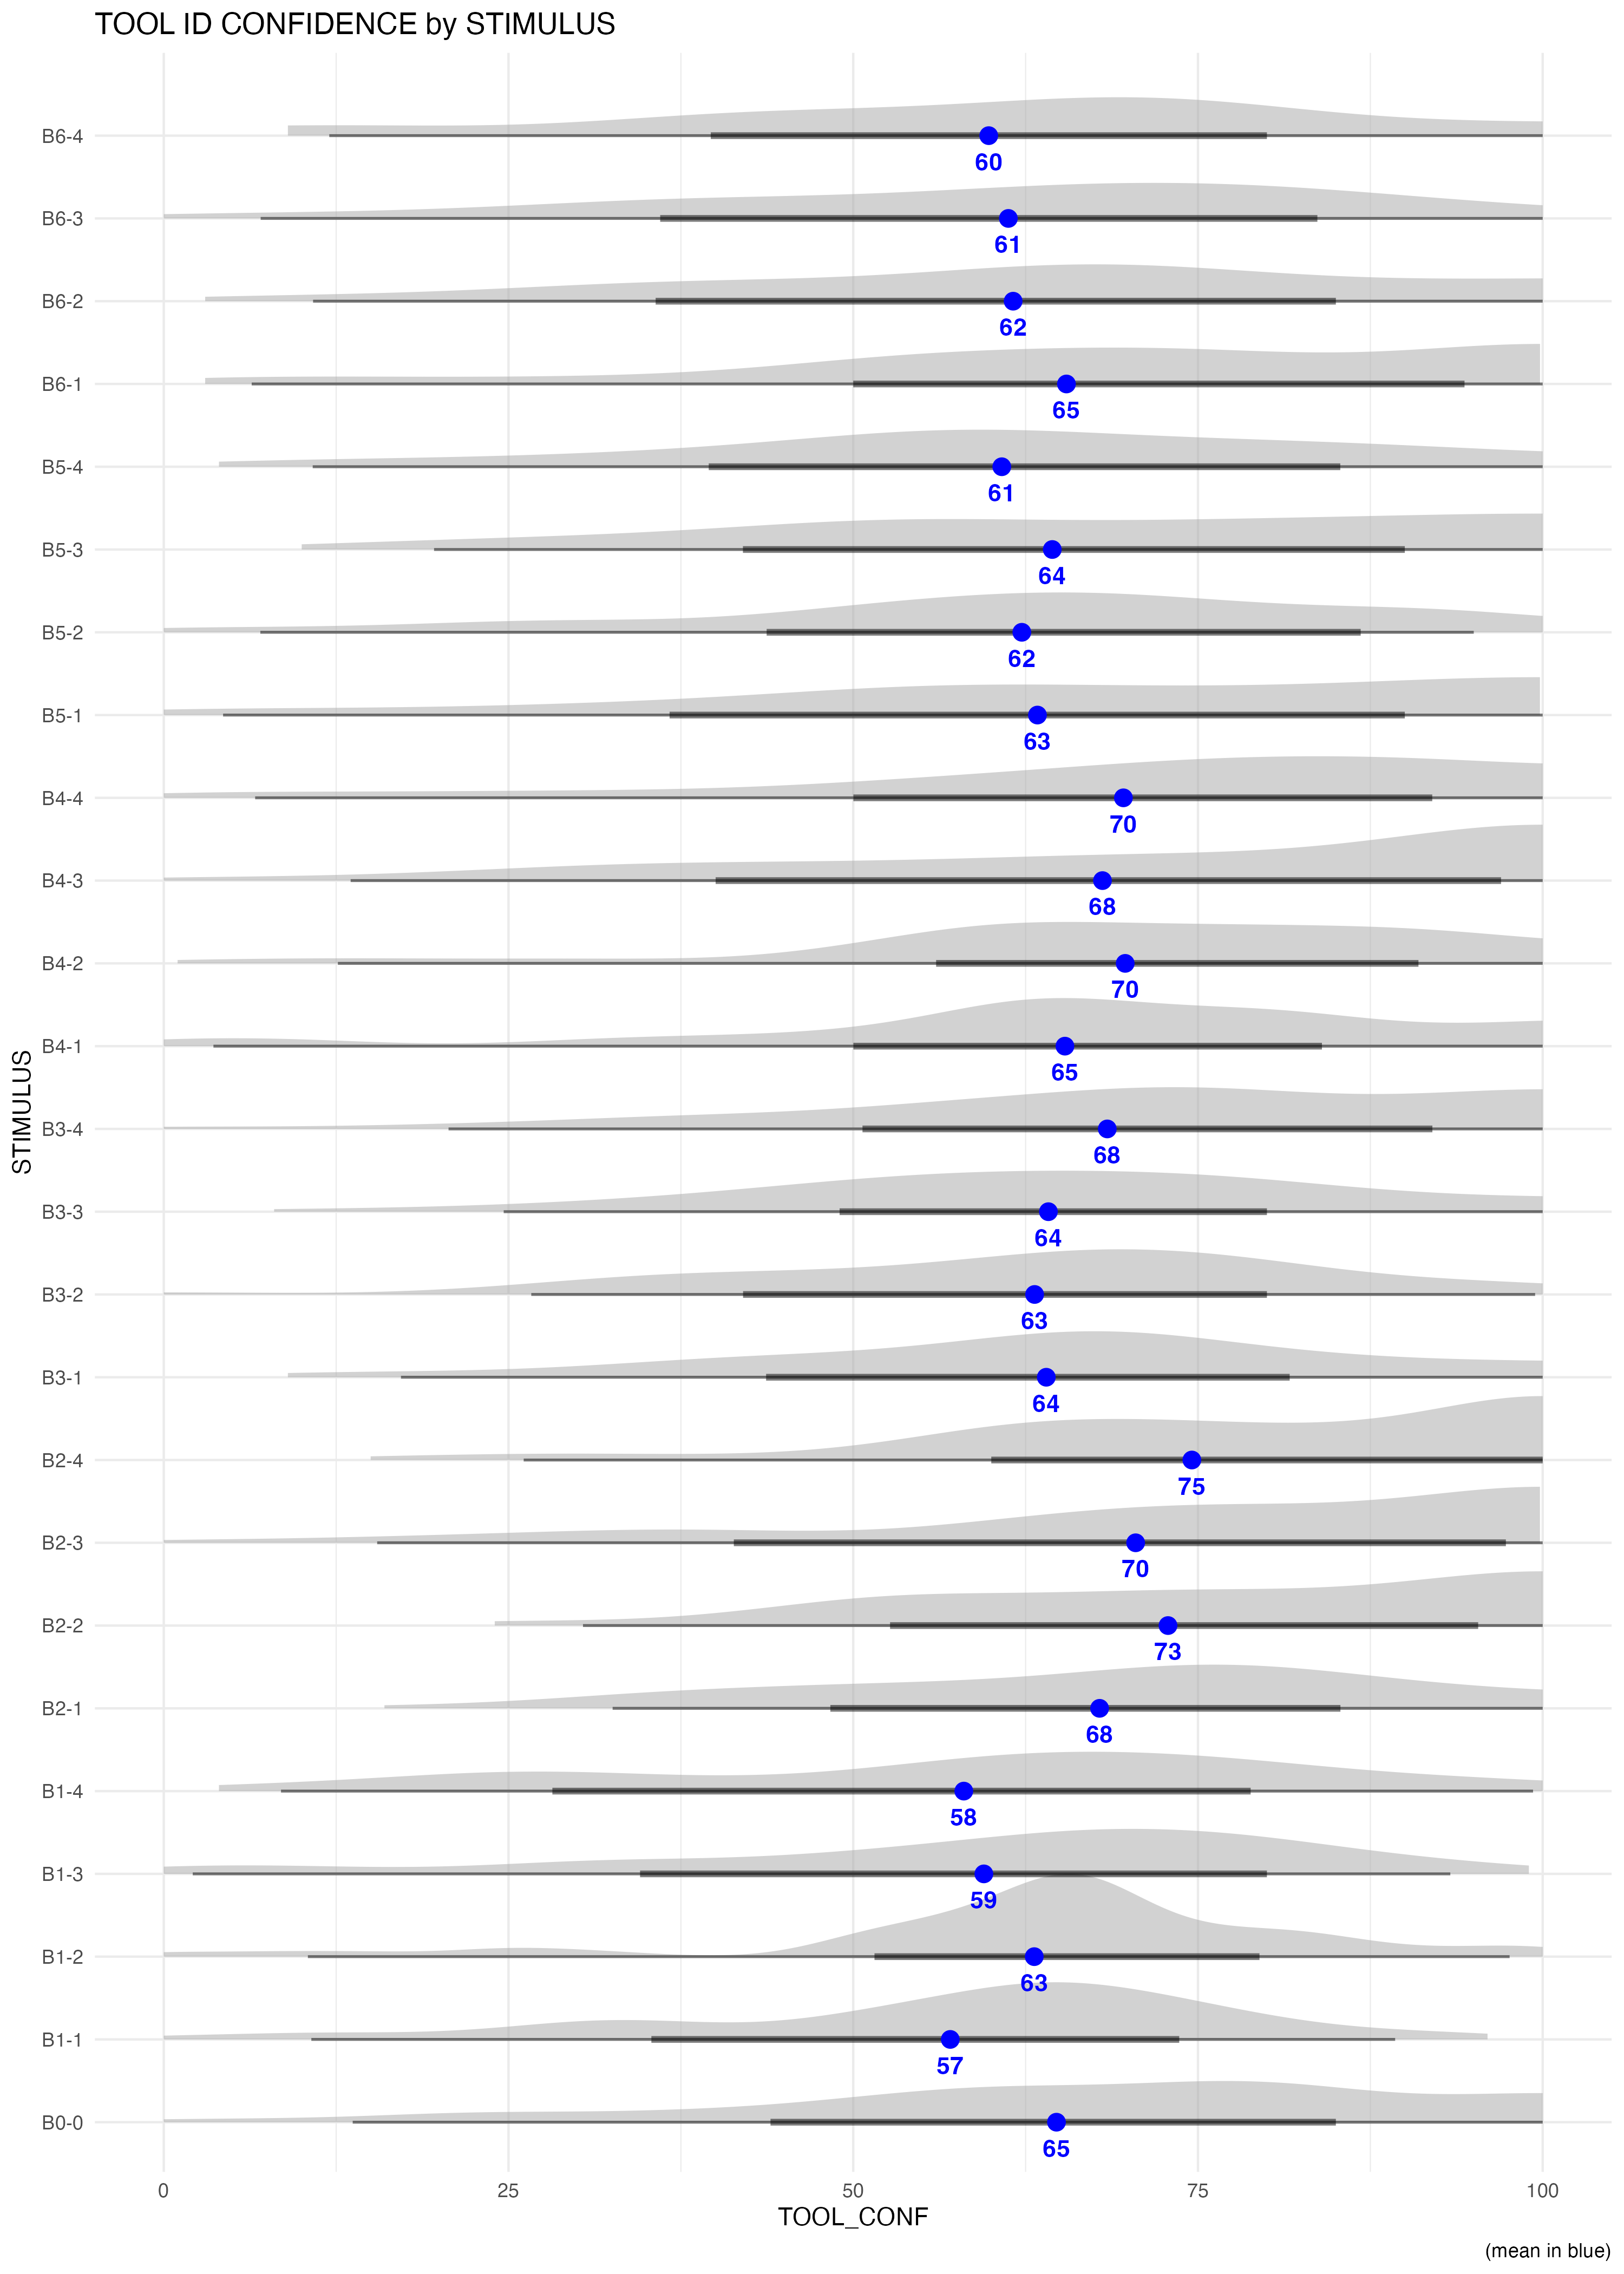 TOOL ID CONFIDENCE by STIMULUS
STIMULUS
B6-4
60
B6-3
61
B6-2
62
B6-1
65
B5-4
61
B5-3
64
B5-2
62
B5-1
63
B4-4
70
B4-3
68
B4-2
70
B4-1
65
B3-4
68
B3-3
64
B3-2
63
B3-1
64
B2-4
75
B2-3
70
B2-2
73
B2-1
68
B1-4
58
B1-3
59
B1-2
63
B1-1
57
B0-0
65
0 25 50 75 100
TOOL_CONF
(mean in blue)